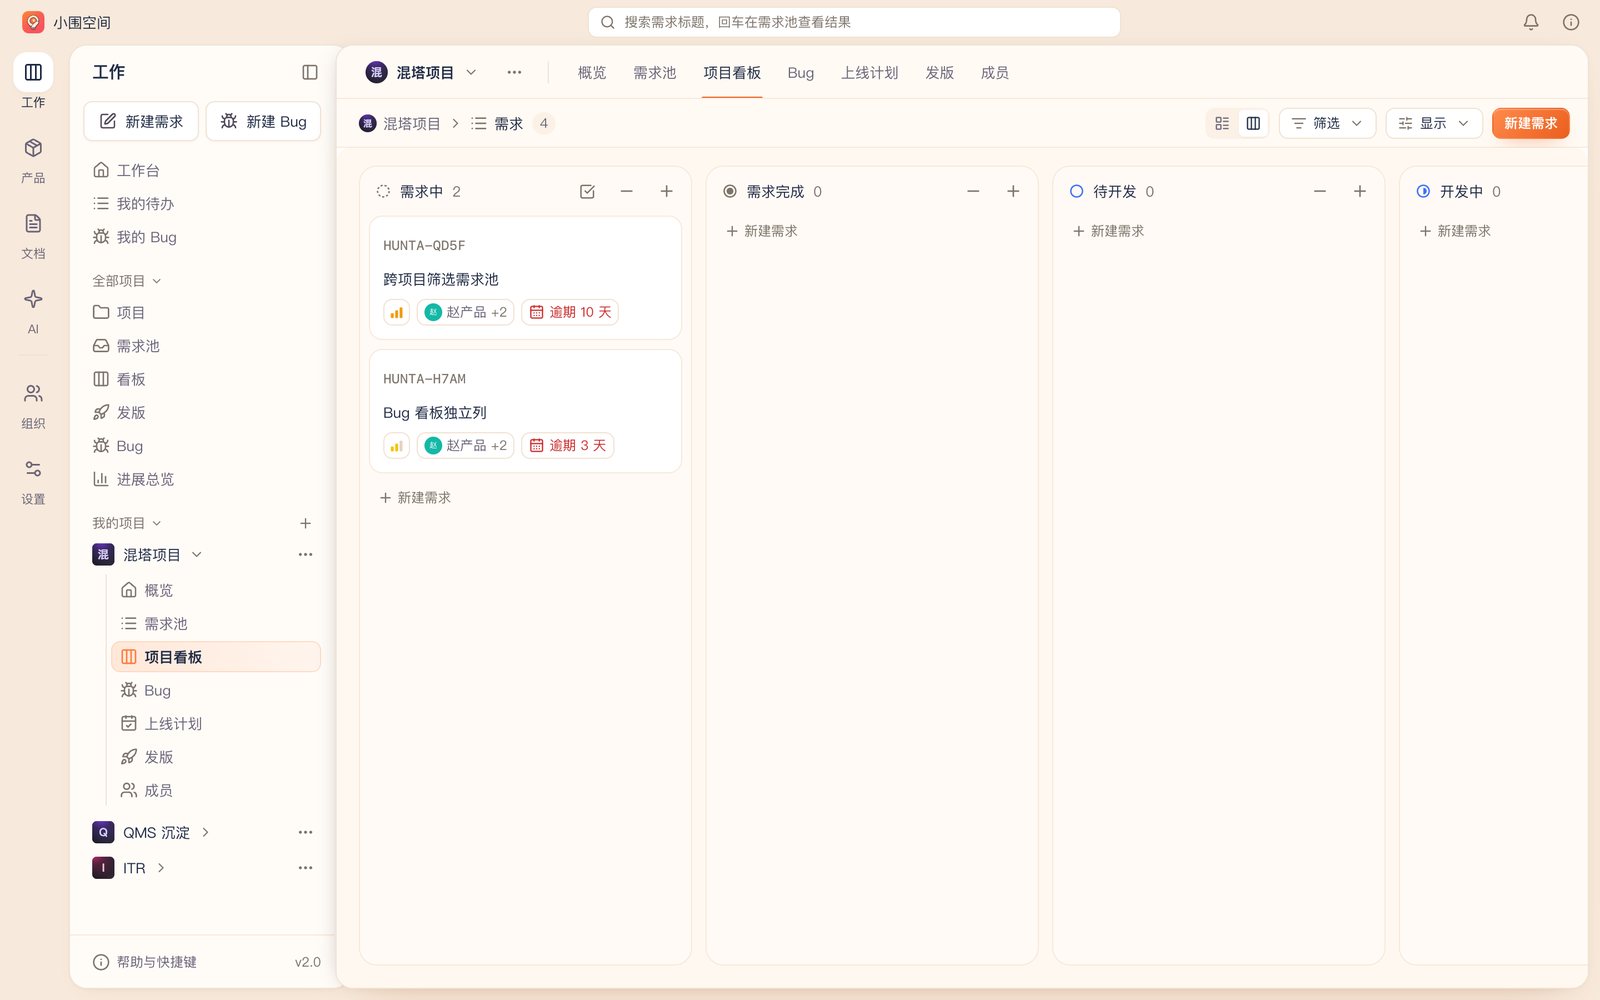 小围空间
搜索需求标题，回车在需求池查看结果
工作
产品
文档
AI
组织
设置
工作
新建需求
新建 Bug
工作台
我的待办
我的 Bug
全部项目
项目
需求池
看板
发版
Bug
进展总览
我的项目
混 混塔项目
概览
需求池
项目看板
Bug
上线计划
发版
成员
Q QMS 沉淀
I ITR
帮助与快捷键 v2.0
混 混塔项目
概览 需求池 项目看板 Bug 上线计划 发版 成员
混 混塔项目 需求 4
筛选 显示 新建需求
需求中 2
HUNTA-QD5F
跨项目筛选需求池
赵 赵产品 +2 逾期 10 天
HUNTA-H7AM
Bug 看板独立列
赵 赵产品 +2 逾期 3 天
新建需求
需求完成 0
新建需求
待开发 0
新建需求
开发中 0
新建需求